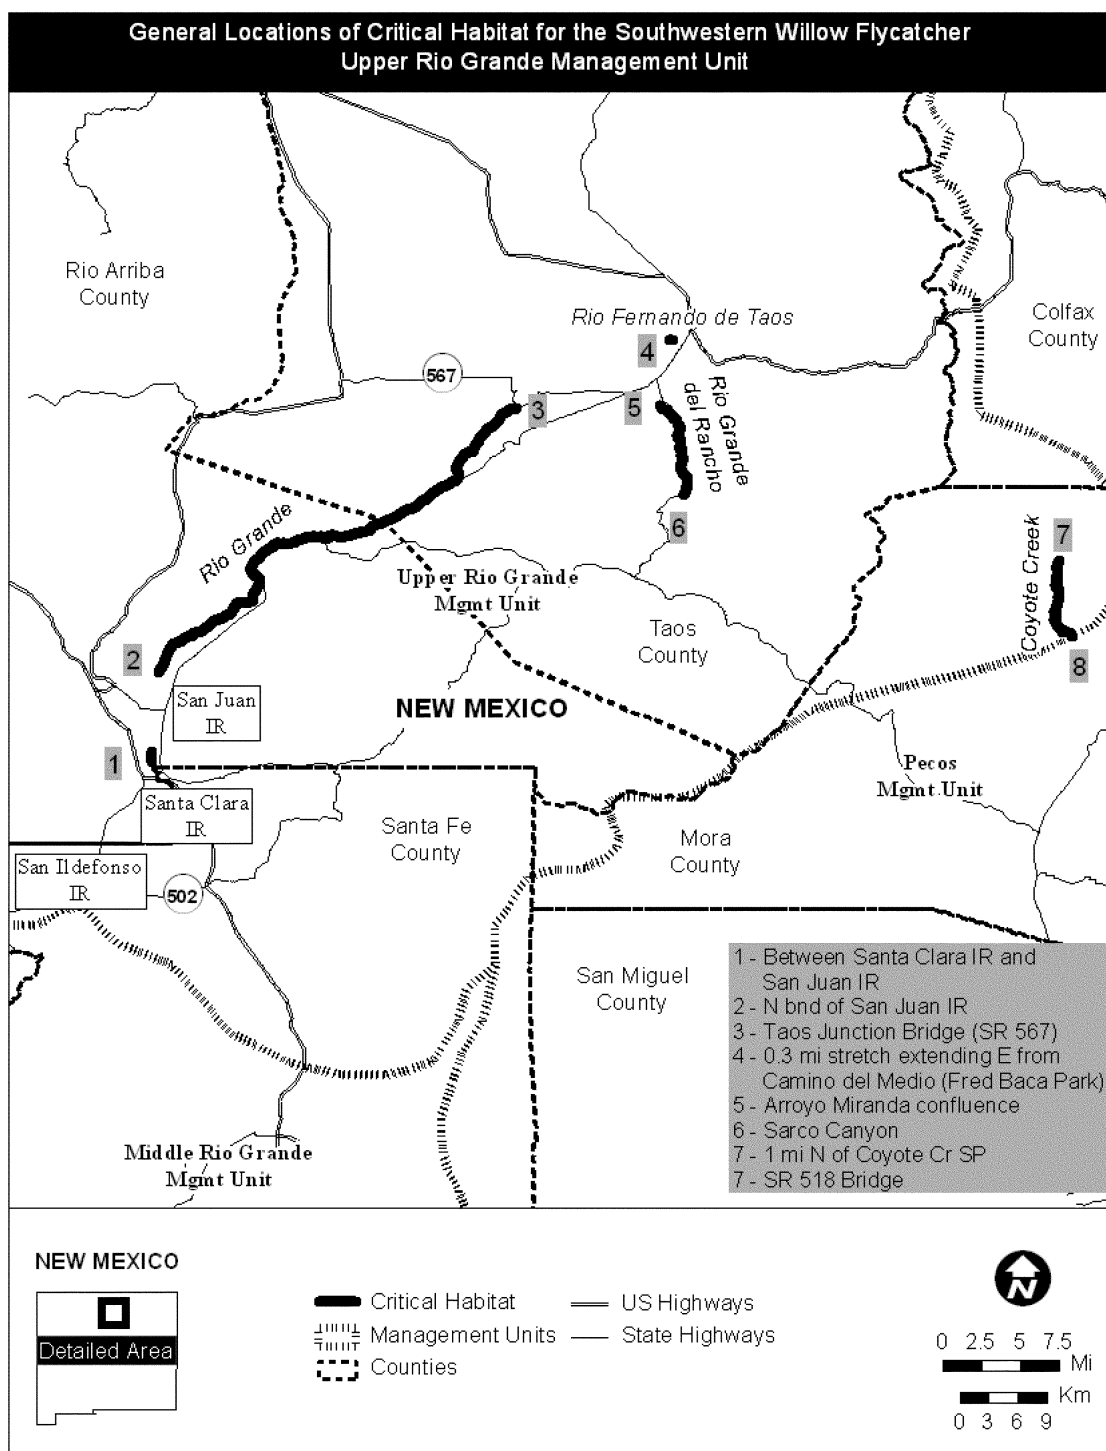 General Locations of Critical Habitat for the Southwestern Willow Flycatcher
Upper Rio Grande Management Unit
Rio Arriba
County
Colfax
County
Rio Fernando de Taos
4
567
3
5
Rio Grande
del Rancho
6
7
Coyote Creek
8
Rio Grande
Upper Rio Grande
Mgmt Unit
Taos
County
2
San Juan
IR
NEW MEXICO
1
Pecos
Mgmt Unit
Santa Clara
IR
Santa Fe
County
Mora
County
San Ildefonso
IR
502
San Miguel
County
1 - Between Santa Clara IR and
San Juan IR
2 - N bnd of San Juan IR
3 - Taos Junction Bridge (SR 567)
4 - 0.3 mi stretch extending E from
Camino del Medio (Fred Baca Park)
5 - Arroyo Miranda confluence
6 - Sarco Canyon
7 - 1 mi N of Coyote Cr SP
7 - SR 518 Bridge
Middle Rio Grande
Mgmt Unit
NEW MEXICO
Detailed Area
Critical Habitat
Management Units
Counties
US Highways
State Highways
N
0 2.5 5 7.5
Mi
Km
0 3 6 9